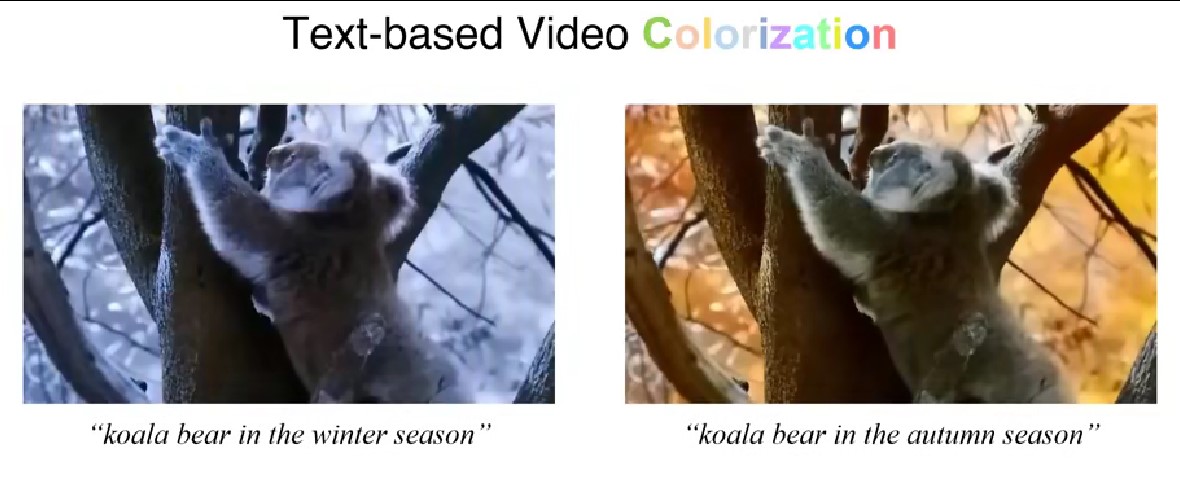 Text-based Video Colorization
“koala bear in the winter season”
“koala bear in the autumn season”